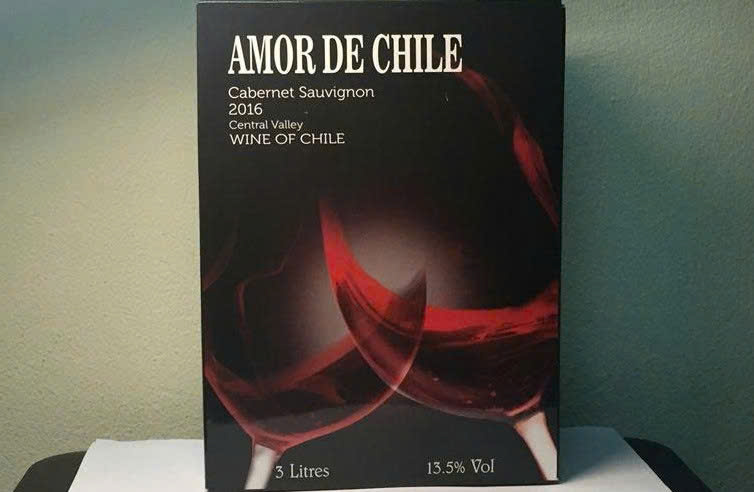 AMOR DE CHILE
Cabernet Sauvignon
2016
Central Valley
WINE OF CHILE
3 Litres
13.5% Vol